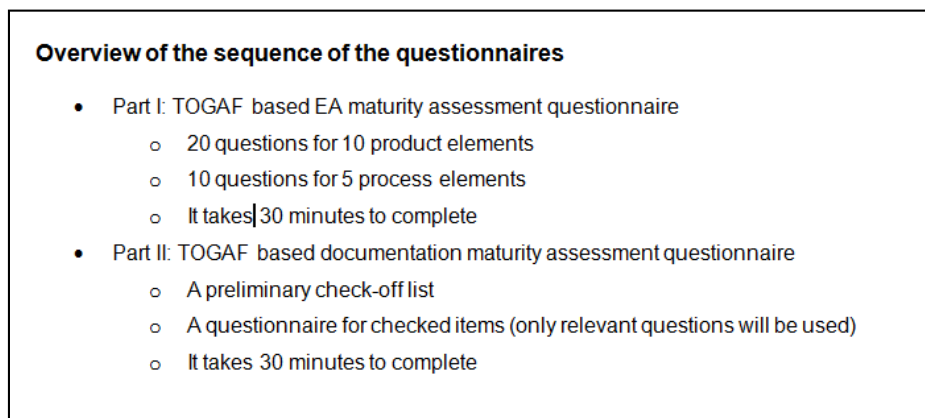 Overview of the sequence of the questionnaires
• Part I: TOGAF based EA maturity assessment questionnaire
o 20 questions for 10 product elements
o 10 questions for 5 process elements
o It takes 30 minutes to complete
• Part II: TOGAF based documentation maturity assessment questionnaire
o A preliminary check-off list
o A questionnaire for checked items (only relevant questions will be used)
o It takes 30 minutes to complete